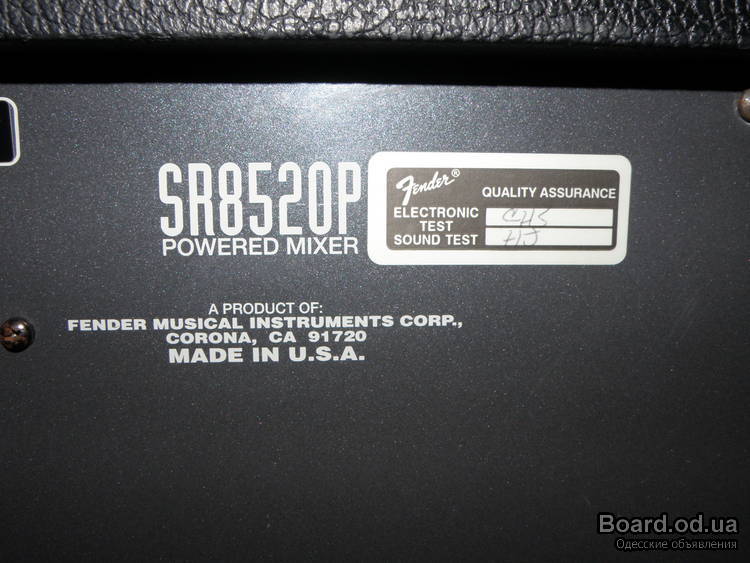 SR8520P
POWERED MIXER
Fender®
QUALITY ASSURANCE
ELECTRONIC
TEST
SOUND TEST
A PRODUCT OF:
FENDER MUSICAL INSTRUMENTS CORP.,
CORONA, CA 91720
MADE IN U.S.A.
Board.od.ua
Одесские объявления